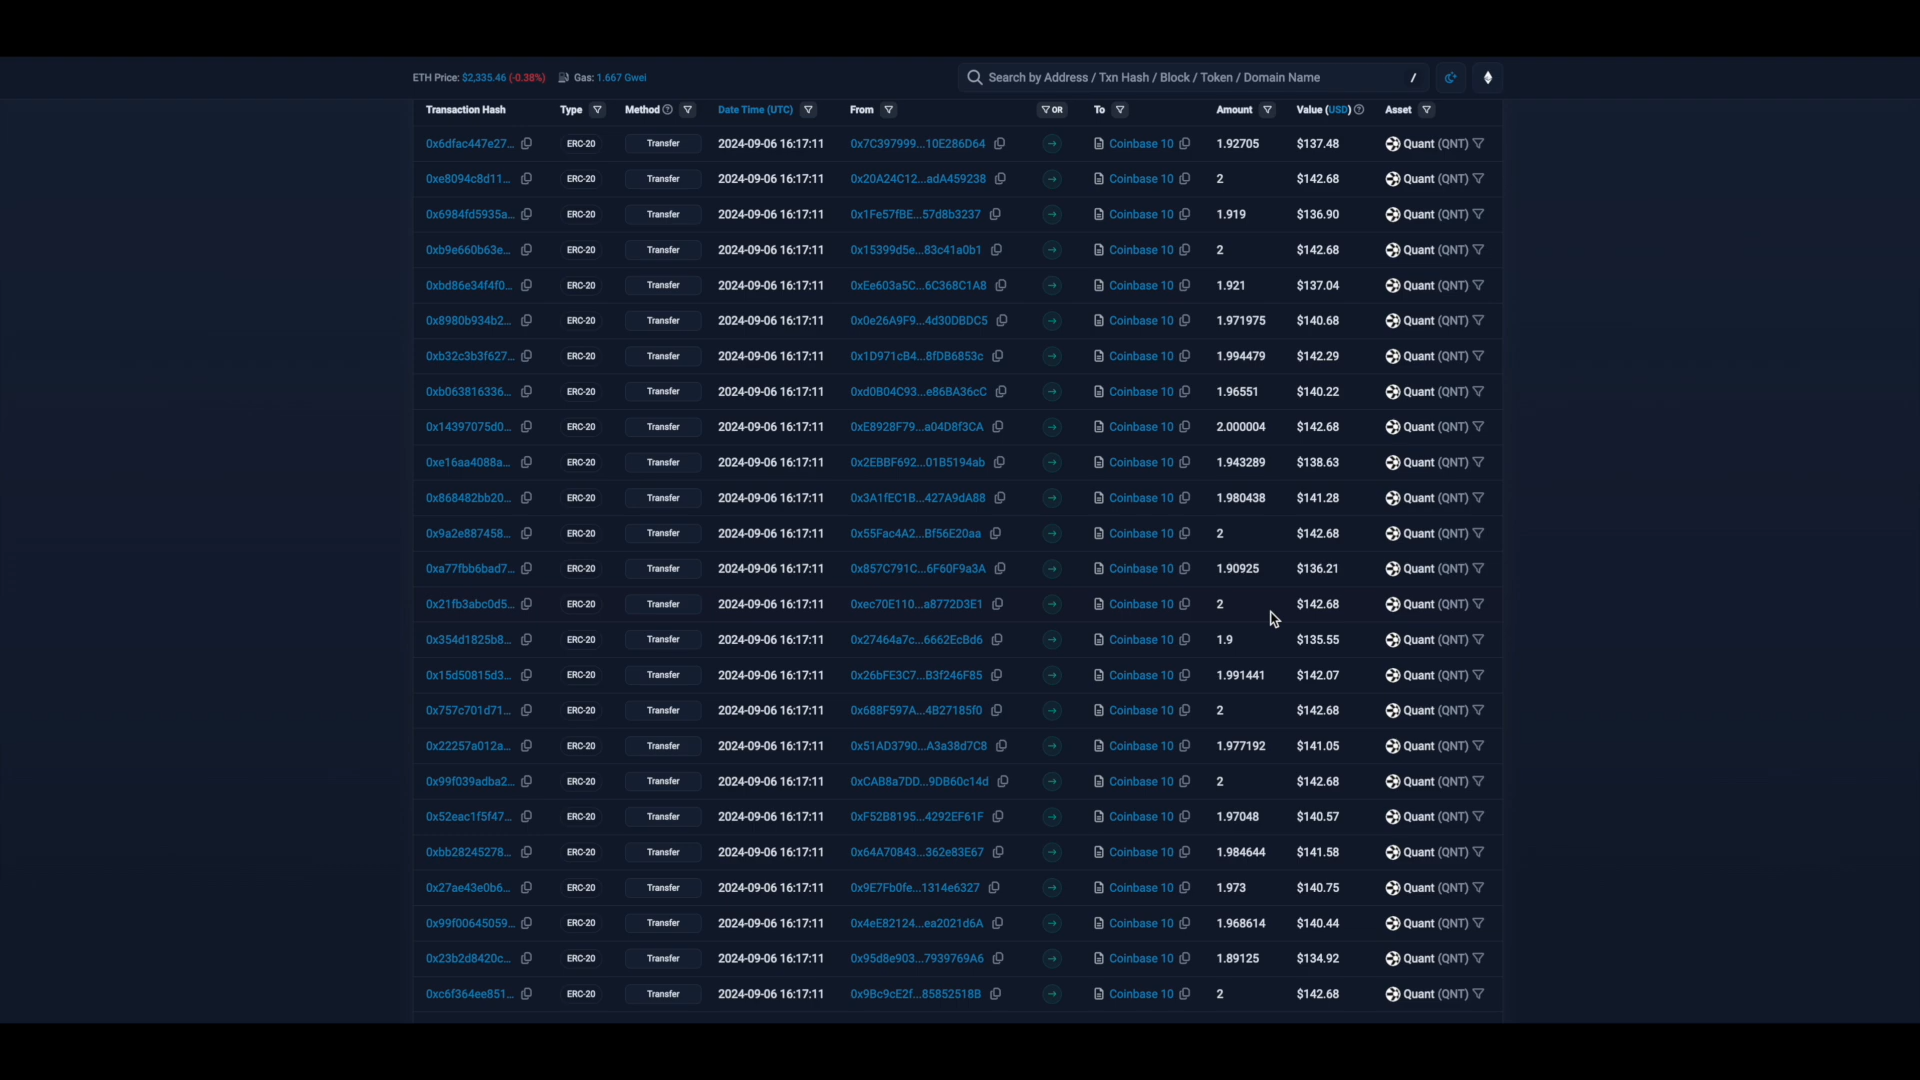 ETH Price: $2,335.46 (-0.38%) Gas: 1.667 Gwei Search by Address / Txn Hash / Block / Token / Domain Name /
Transaction Hash Type Method Date Time (UTC) From OR To Amount Value (USD) Asset
0x6dfac447e27... ERC-20 Transfer 2024-09-06 16:17:11 0x7C397999...10E286D64 Coinbase 10 1.92705 $137.48 Quant (QNT)
0xe8094c8d11... ERC-20 Transfer 2024-09-06 16:17:11 0x20A24C12...adA459238 Coinbase 10 2 $142.68 Quant (QNT)
0x6984fd5935a... ERC-20 Transfer 2024-09-06 16:17:11 0x1Fe57fBE...57d8b3237 Coinbase 10 1.919 $136.90 Quant (QNT)
0xb9e660b63e... ERC-20 Transfer 2024-09-06 16:17:11 0x15399d5e...83c41a0b1 Coinbase 10 2 $142.68 Quant (QNT)
0xbd86e34f4f0... ERC-20 Transfer 2024-09-06 16:17:11 0xEe603a5C...6C368C1A8 Coinbase 10 1.921 $137.04 Quant (QNT)
0x8980b934b2... ERC-20 Transfer 2024-09-06 16:17:11 0x0e26A9F9...4d30DBDC5 Coinbase 10 1.971975 $140.68 Quant (QNT)
0xb32c3b3f627... ERC-20 Transfer 2024-09-06 16:17:11 0x1D971cB4...8fDB6853c Coinbase 10 1.994479 $142.29 Quant (QNT)
0xb063816336... ERC-20 Transfer 2024-09-06 16:17:11 0xd0B04C93...e86BA36cC Coinbase 10 1.96551 $140.22 Quant (QNT)
0x14397075d0... ERC-20 Transfer 2024-09-06 16:17:11 0xE8928F79...a04D8f3CA Coinbase 10 2.000004 $142.68 Quant (QNT)
0xe16aa4088a... ERC-20 Transfer 2024-09-06 16:17:11 0x2EBBF692...01B5194ab Coinbase 10 1.943289 $138.63 Quant (QNT)
0x868482bb20... ERC-20 Transfer 2024-09-06 16:17:11 0x3A1fEC1B...427A9dA88 Coinbase 10 1.980438 $141.28 Quant (QNT)
0x9a2e887458... ERC-20 Transfer 2024-09-06 16:17:11 0x55Fac4A2...Bf56E20aa Coinbase 10 2 $142.68 Quant (QNT)
0xa77fbb6bad7... ERC-20 Transfer 2024-09-06 16:17:11 0x857C791C...6F60F9a3A Coinbase 10 1.90925 $136.21 Quant (QNT)
0x21fb3abc0d5... ERC-20 Transfer 2024-09-06 16:17:11 0xec70E110...a8772D3E1 Coinbase 10 2 $142.68 Quant (QNT)
0x354d1825b8... ERC-20 Transfer 2024-09-06 16:17:11 0x27464a7c...6662EcBd6 Coinbase 10 1.9 $135.55 Quant (QNT)
0x15d50815d3... ERC-20 Transfer 2024-09-06 16:17:11 0x26bFE3C7...B3f246F85 Coinbase 10 1.991441 $142.07 Quant (QNT)
0x757c701d71... ERC-20 Transfer 2024-09-06 16:17:11 0x688F597A...4B27185f0 Coinbase 10 2 $142.68 Quant (QNT)
0x22257a012a... ERC-20 Transfer 2024-09-06 16:17:11 0x51AD3790...A3a38d7C8 Coinbase 10 1.977192 $141.05 Quant (QNT)
0x99f039adba2... ERC-20 Transfer 2024-09-06 16:17:11 0xCAB8a7DD...9DB60c14d Coinbase 10 2 $142.68 Quant (QNT)
0x52eac1f5f47... ERC-20 Transfer 2024-09-06 16:17:11 0xF52B8195...4292EF61F Coinbase 10 1.97048 $140.57 Quant (QNT)
0xbb28245278... ERC-20 Transfer 2024-09-06 16:17:11 0x64A70843...362e83E67 Coinbase 10 1.984644 $141.58 Quant (QNT)
0x27ae43e0b6... ERC-20 Transfer 2024-09-06 16:17:11 0x9E7Fb0fe...1314e6327 Coinbase 10 1.973 $140.75 Quant (QNT)
0x99f00645059... ERC-20 Transfer 2024-09-06 16:17:11 0x4eE82124...ea2021d6A Coinbase 10 1.968614 $140.44 Quant (QNT)
0x23b2d8420c... ERC-20 Transfer 2024-09-06 16:17:11 0x95d8e903...7939769A6 Coinbase 10 1.89125 $134.92 Quant (QNT)
0xc6f364ee851... ERC-20 Transfer 2024-09-06 16:17:11 0x9Bc9cE2f...85852518B Coinbase 10 2 $142.68 Quant (QNT)